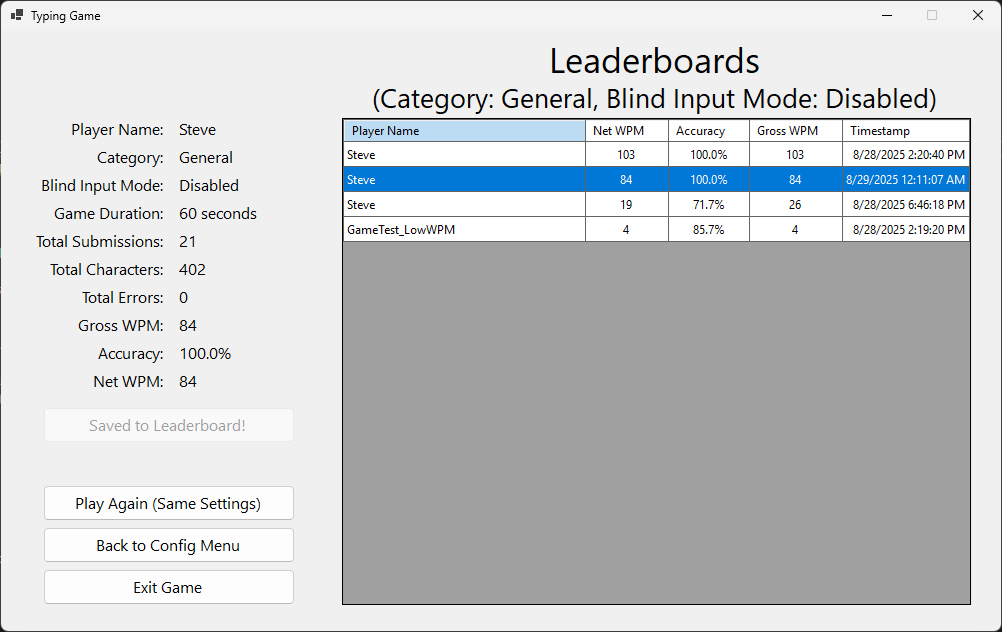 Typing Game
Leaderboards
(Category: General, Blind Input Mode: Disabled)
Player Name: Steve
Category: General
Blind Input Mode: Disabled
Game Duration: 60 seconds
Total Submissions: 21
Total Characters: 402
Total Errors: 0
Gross WPM: 84
Accuracy: 100.0%
Net WPM: 84
Saved to Leaderboard!
Play Again (Same Settings)
Back to Config Menu
Exit Game
Player Name Net WPM Accuracy Gross WPM Timestamp
Steve 103 100.0% 103 8/28/2025 2:20:40 PM
Steve 84 100.0% 84 8/29/2025 12:11:07 AM
Steve 19 71.7% 26 8/28/2025 6:46:18 PM
GameTest_LowWPM 4 85.7% 4 8/28/2025 2:19:20 PM